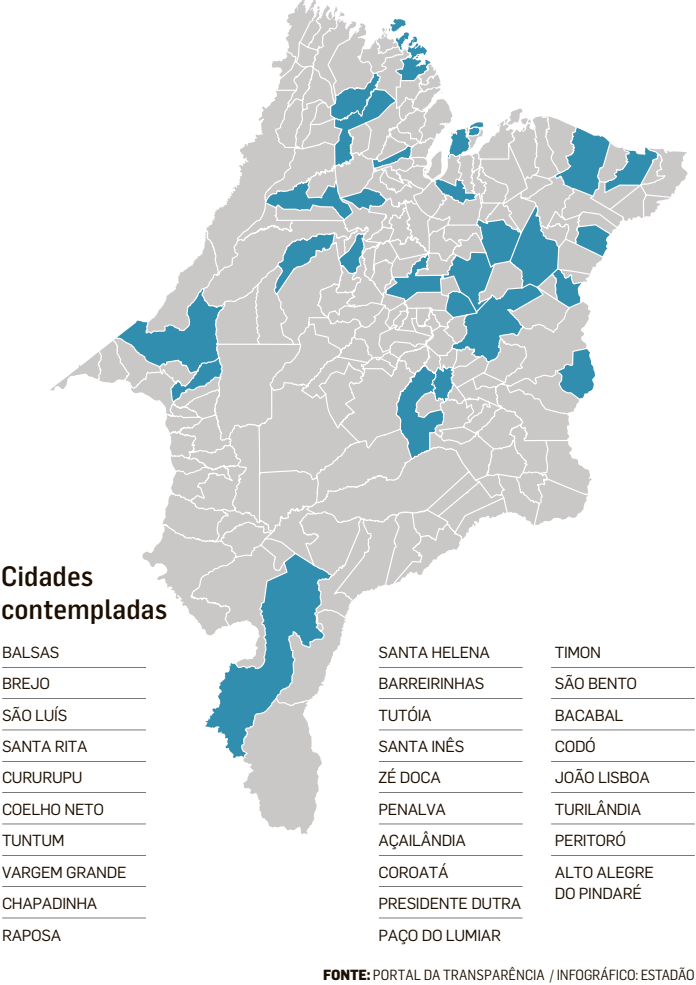 Cidades
contempladas
BALSAS
BREJO
SÃO LUÍS
SANTA RITA
CURURUPU
COELHO NETO
TUNTUM
VARGEM GRANDE
CHAPADINHA
RAPOSA
SANTA HELENA
BARREIRINHAS
TUTÓIA
SANTA INÊS
ZÉ DOCA
PENALVA
AÇAILÂNDIA
COROATÁ
PRESIDENTE DUTRA
PAÇO DO LUMIAR
TIMON
SÃO BENTO
BACABAL
CODÓ
JOÃO LISBOA
TURILÂNDIA
PERITORÓ
ALTO ALEGRE
DO PINDARÉ
FONTE: PORTAL DA TRANSPARÊNCIA / INFOGRÁFICO: ESTADÃO